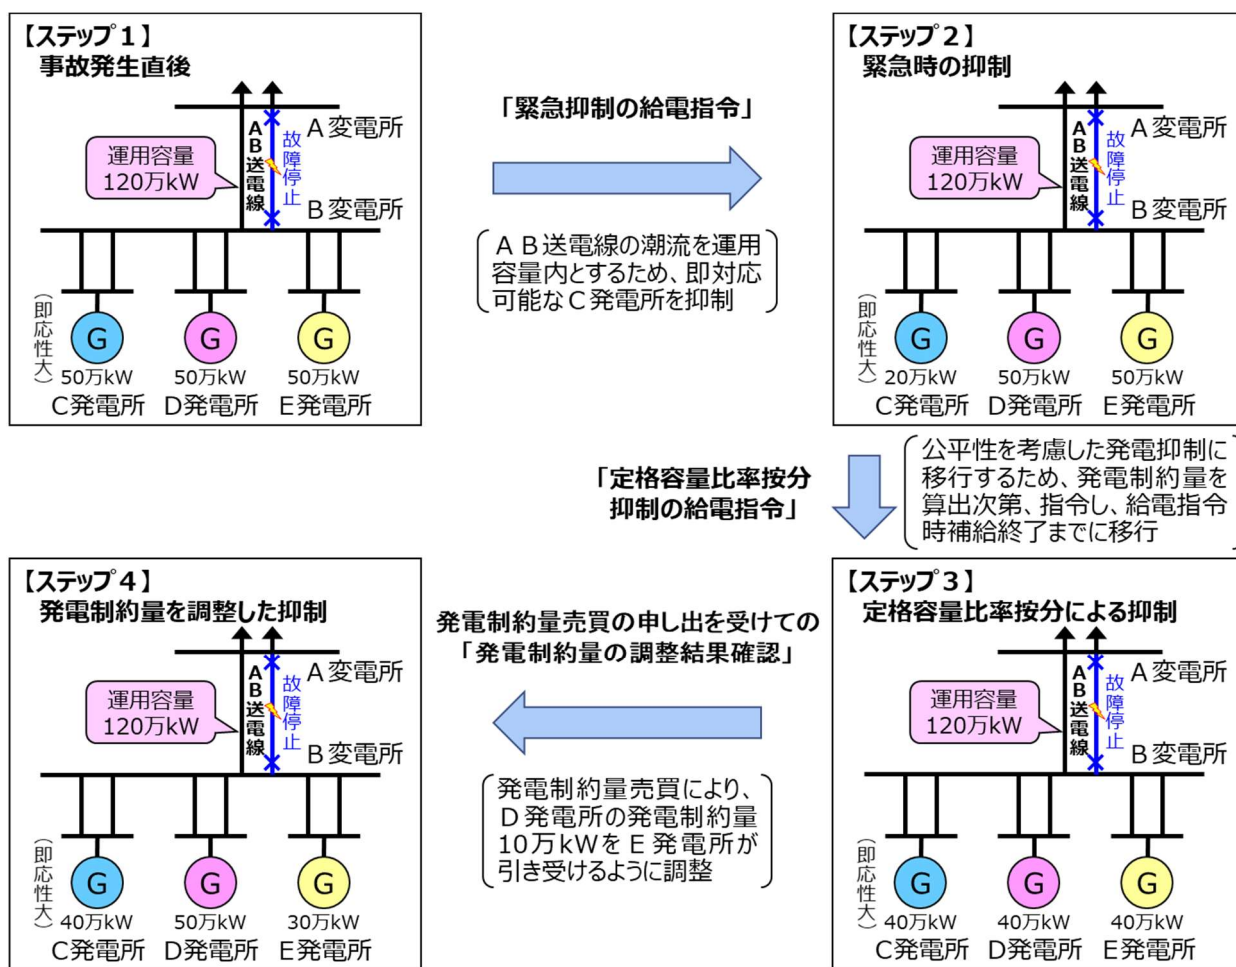 【ステップ１】
事故発生直後
ＡＢ送電線
故障停止
Ａ変電所
運用容量
120万kW
Ｂ変電所
（即応性大）
G
G
G
50万kW
50万kW
50万kW
Ｃ発電所
Ｄ発電所
Ｅ発電所
「緊急抑制の給電指令」
ＡＢ送電線の潮流を運用
容量内とするため、即対応
可能なＣ発電所を抑制
【ステップ２】
緊急時の抑制
ＡＢ送電線
故障停止
Ａ変電所
運用容量
120万kW
Ｂ変電所
（即応性大）
G
G
G
20万kW
50万kW
50万kW
Ｃ発電所
Ｄ発電所
Ｅ発電所
「定格容量比率按分
抑制の給電指令」
公平性を考慮した発電抑制に
移行するため、発電制約量を
算出次第、指令し、給電指令
時補給終了までに移行
【ステップ３】
定格容量比率按分による抑制
ＡＢ送電線
故障停止
Ａ変電所
運用容量
120万kW
Ｂ変電所
（即応性大）
G
G
G
40万kW
40万kW
40万kW
Ｃ発電所
Ｄ発電所
Ｅ発電所
発電制約量売買の申し出を受けての
「発電制約量の調整結果確認」
発電制約量売買により、
Ｄ発電所の発電制約量
10万kWをＥ発電所が
引き受けるように調整
【ステップ４】
発電制約量を調整した抑制
ＡＢ送電線
故障停止
Ａ変電所
運用容量
120万kW
Ｂ変電所
（即応性大）
G
G
G
40万kW
50万kW
30万kW
Ｃ発電所
Ｄ発電所
Ｅ発電所